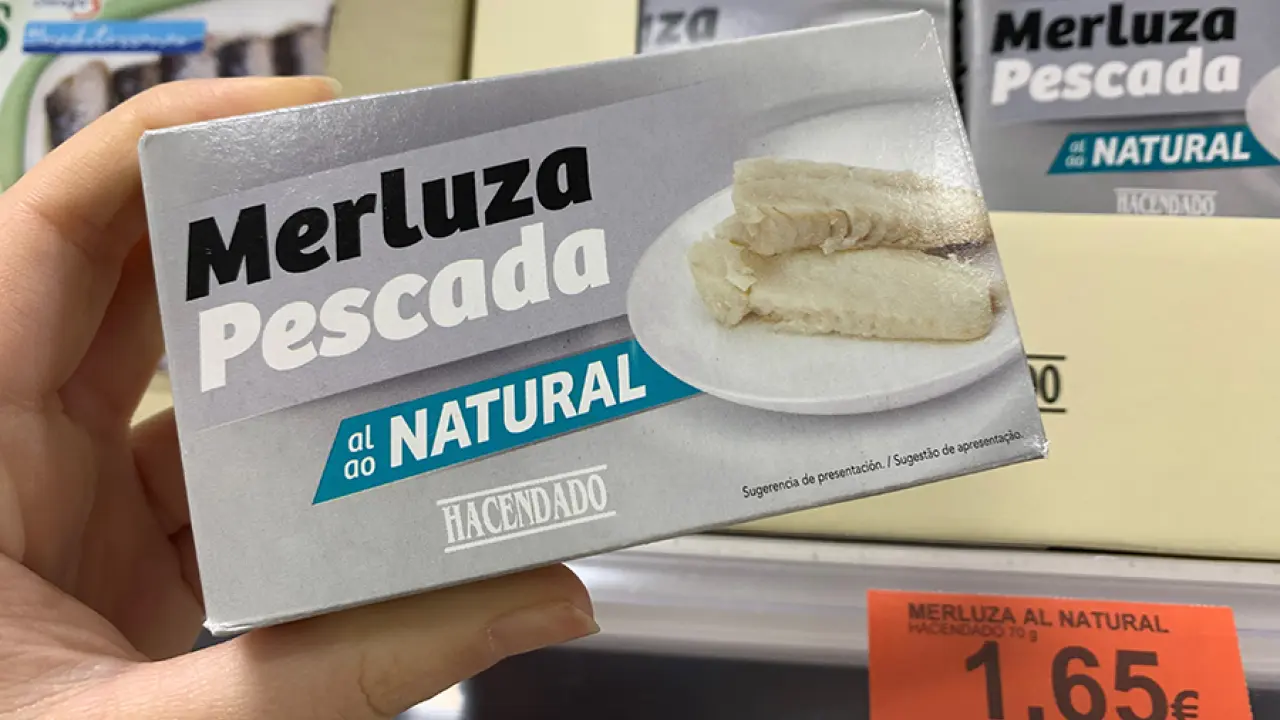 Merluza
Pescada
al
ao NATURAL
HACENDADO
Sugerencia de presentación. / Sugestão de apresentação.
Merluza
Pescada
al
ao NATURAL
HACENDADO
MERLUZA AL NATURAL
HACENDADO 70 g
1,65€